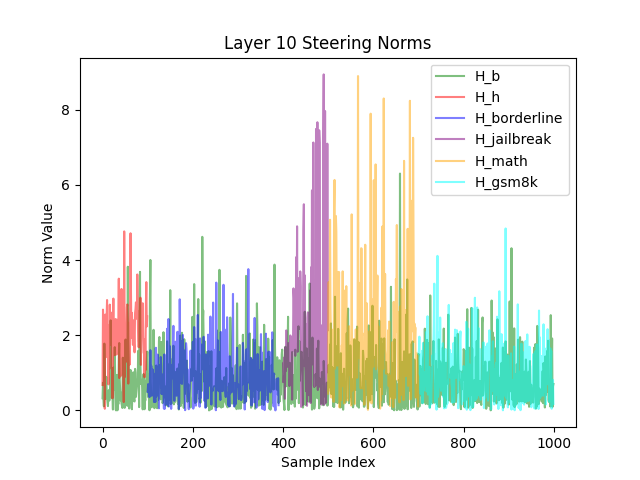 Layer 10 Steering Norms
H_b
H_h
H_borderline
H_jailbreak
H_math
H_gsm8k
Norm Value
8
6
4
2
0
0 200 400 600 800 1000
Sample Index